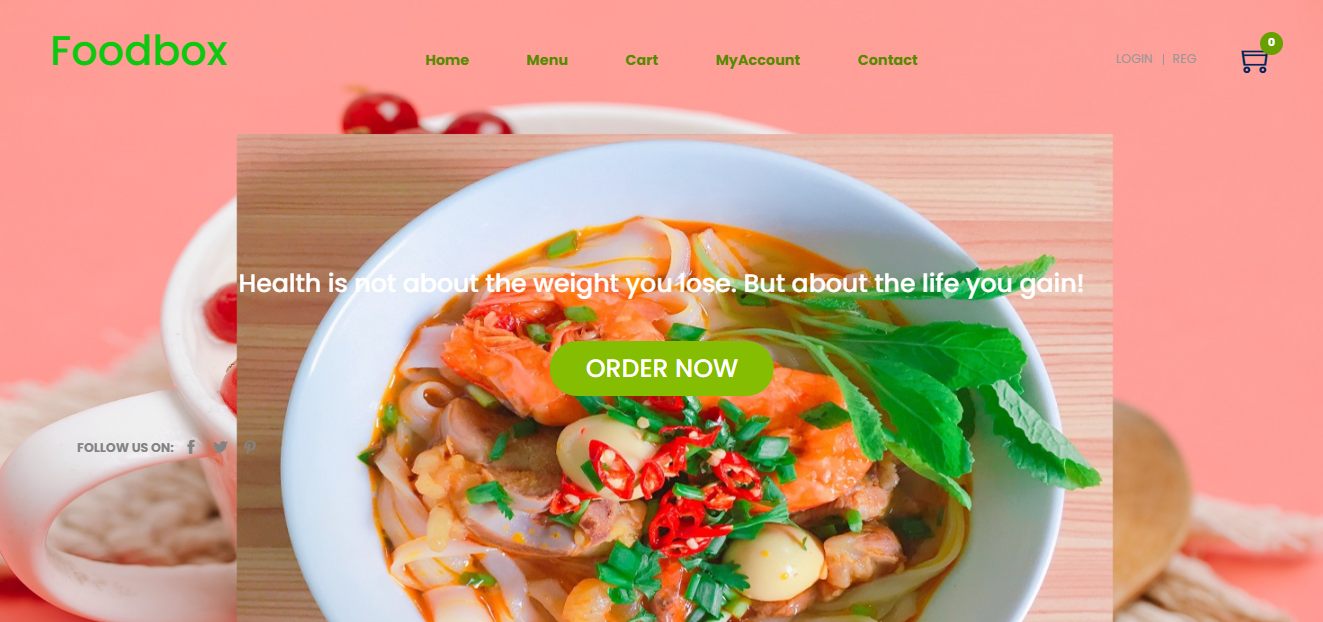 Foodbox
Home Menu Cart MyAccount Contact
LOGIN | REG
0
Health is not about the weight you lose. But about the life you gain!
ORDER NOW
FOLLOW US ON: